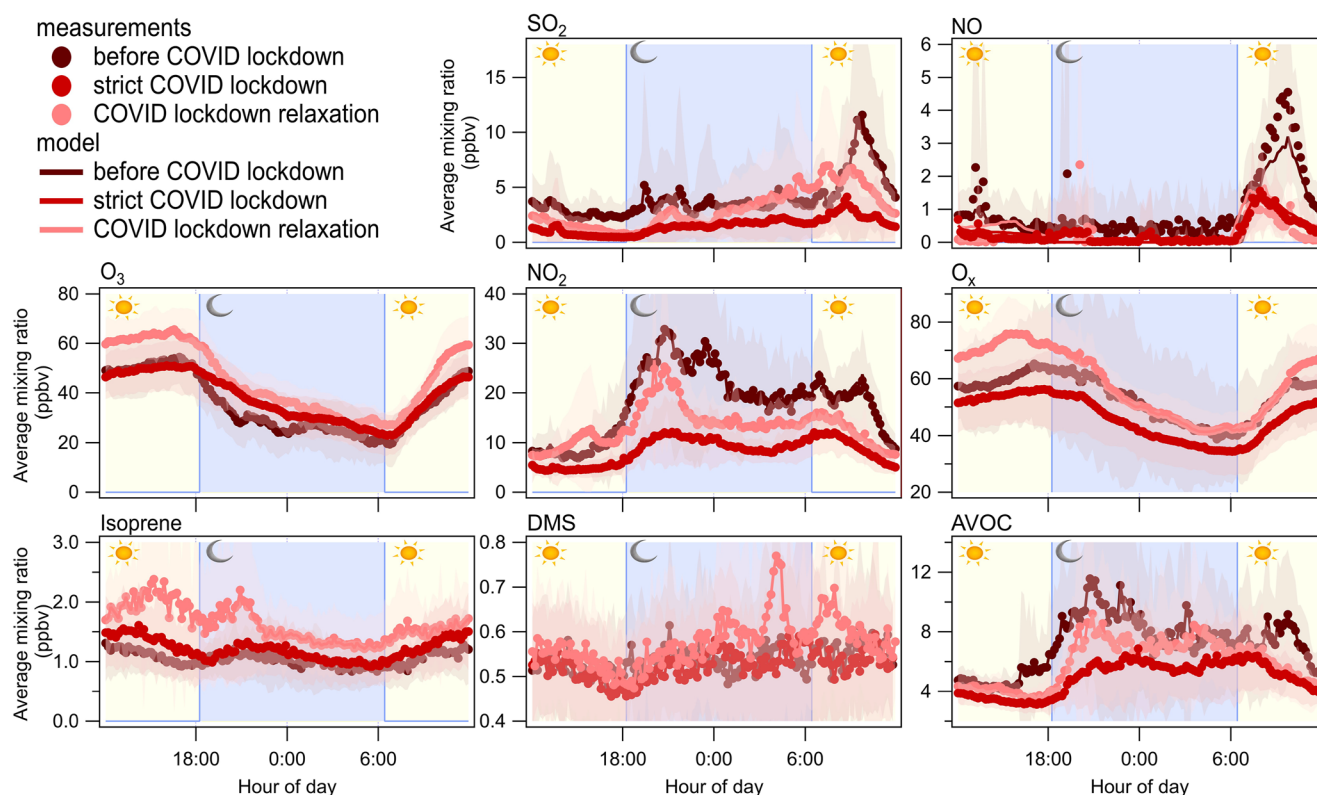 measurements
before COVID lockdown
strict COVID lockdown
COVID lockdown relaxation
model
before COVID lockdown
strict COVID lockdown
COVID lockdown relaxation
SO2
Average mixing ratio
(ppbv)
15
10
5
0
NO
6
5
4
3
2
1
0
O3
Average mixing ratio
(ppbv)
80
60
40
20
0
NO2
40
30
20
10
0
Ox
80
60
40
20
Isoprene
Average mixing ratio
(ppbv)
3.0
2.0
1.0
0.0
18:00 0:00 6:00
Hour of day
DMS
0.8
0.7
0.6
0.5
0.4
18:00 0:00 6:00
Hour of day
AVOC
12
8
4
18:00 0:00 6:00
Hour of day